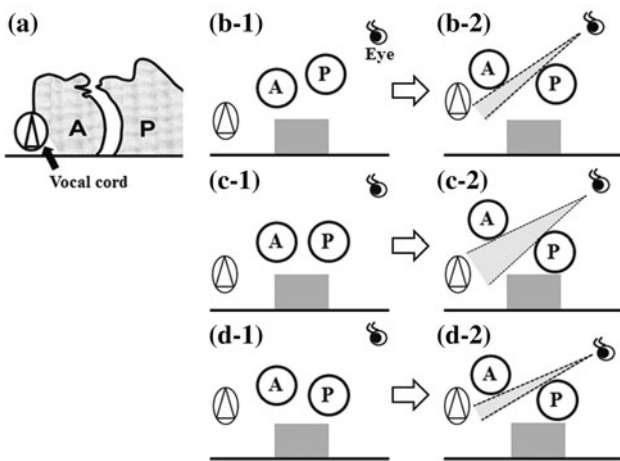 (a)
A P
Vocal cord
(b-1)
A P
Eye
(b-2)
A P
(c-1)
A P
(c-2)
A P
(d-1)
A P
(d-2)
A P